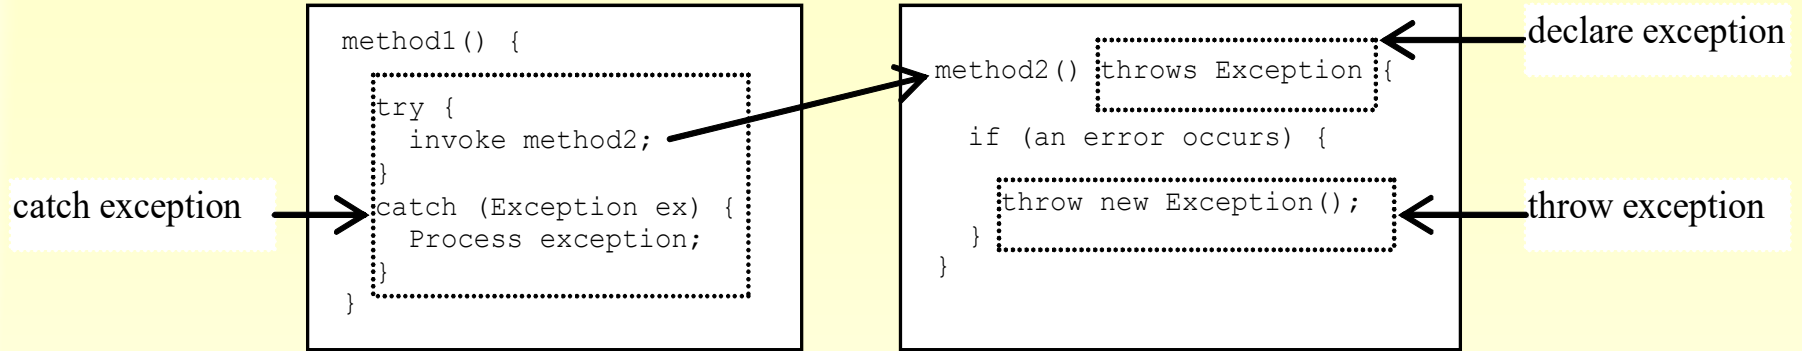 catch exception
method1() {
try {
invoke method2;
}
catch (Exception ex) {
Process exception;
}
}
method2() throws Exception {
if (an error occurs) {
throw new Exception();
}
}
declare exception
throw exception